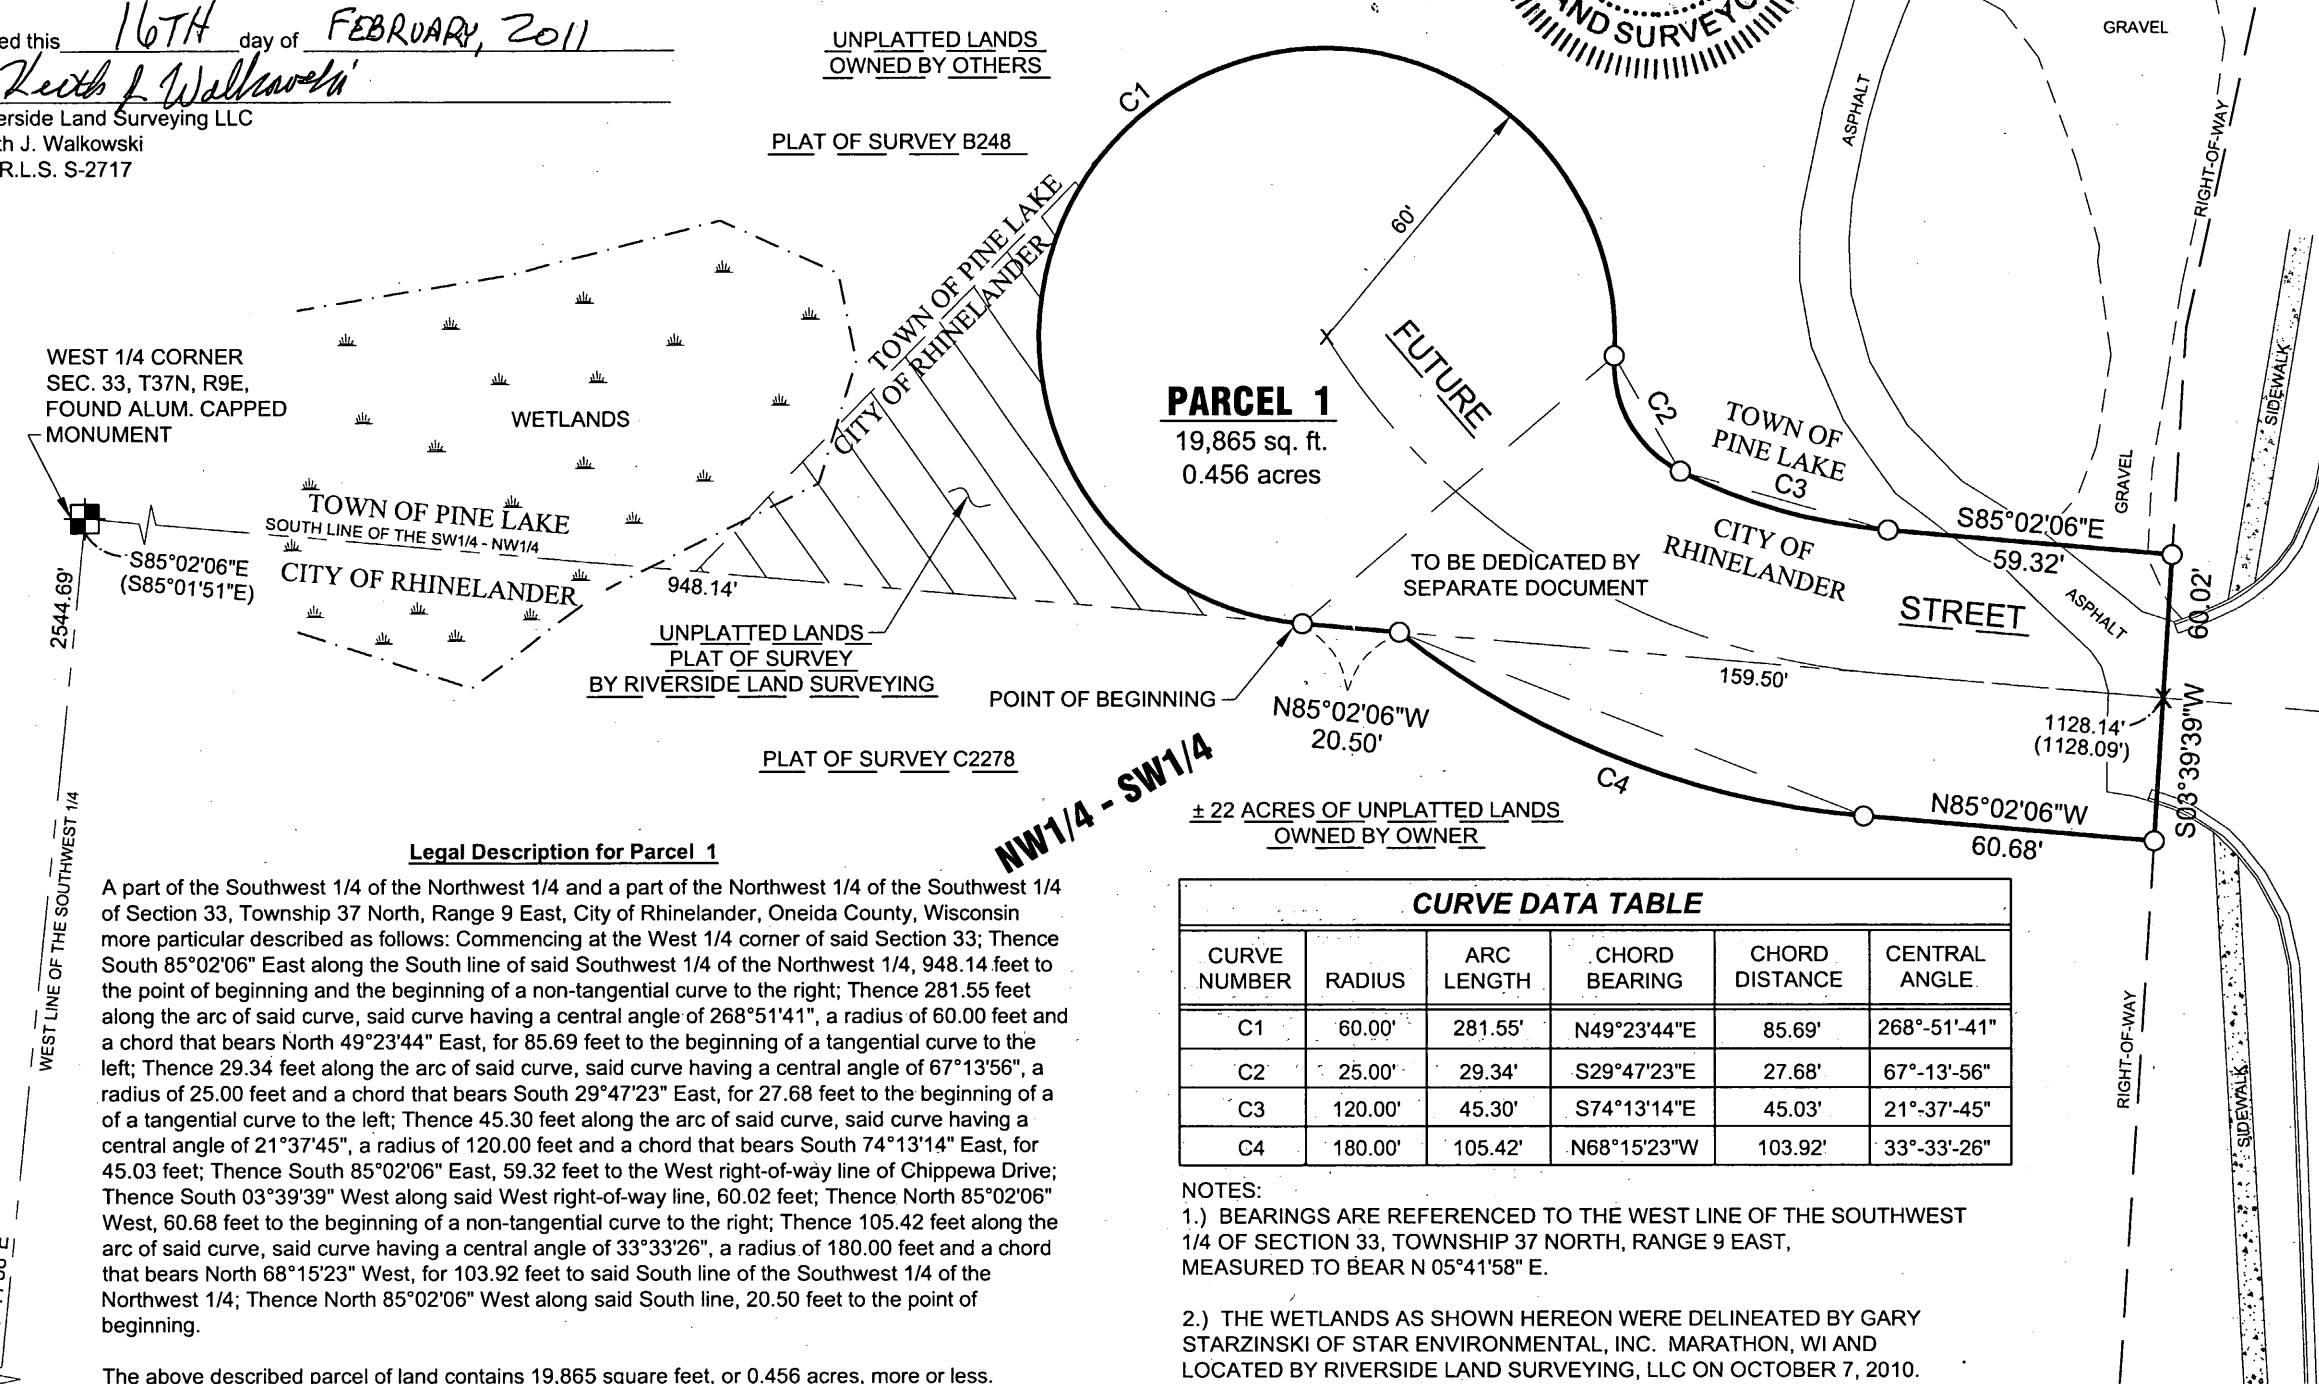 ed this 16TH day of FEBRUARY, 2011
Keith J Walkowski
erside Land Surveying LLC
th J. Walkowski
R.L.S. S-2717
UNPLATTED LANDS
OWNED BY OTHERS
PLAT OF SURVEY B248
AND SURVEYO
GRAVEL
ASPHALT
RIGHT-OF-WAY
SIDEWALK
C1
60'
TOWN OF PINE LAKE
CITY OF RHINELANDER
WEST 1/4 CORNER
SEC. 33, T37N, R9E,
FOUND ALUM. CAPPED
MONUMENT
WETLANDS
PARCEL 1
19,865 sq. ft.
0.456 acres
FUTURE
C2
TOWN OF
PINE LAKE
C3
CITY OF
RHINELANDER
GRAVEL
S85°02'06"E
59.32'
TOWN OF PINE LAKE
SOUTH LINE OF THE SW1/4 - NW1/4
CITY OF RHINELANDER
S85°02'06"E
(S85°01'51"E)
2544.69'
948.14'
TO BE DEDICATED BY
SEPARATE DOCUMENT
STREET
ASPHALT
60.02'
UNPLATTED LANDS
PLAT OF SURVEY
BY RIVERSIDE LAND SURVEYING
POINT OF BEGINNING
N85°02'06"W
20.50'
159.50'
1128.14'
(1128.09')
S03°39'39"W
PLAT OF SURVEY C2278
NW1/4 - SW1/4
C4
± 22 ACRES OF UNPLATTED LANDS
OWNED BY OWNER
N85°02'06"W
60.68'
WEST LINE OF THE SOUTHWEST 1/4
Legal Description for Parcel 1
A part of the Southwest 1/4 of the Northwest 1/4 and a part of the Northwest 1/4 of the Southwest 1/4
of Section 33, Township 37 North, Range 9 East, City of Rhinelander, Oneida County, Wisconsin
more particular described as follows: Commencing at the West 1/4 corner of said Section 33; Thence
South 85°02'06" East along the South line of said Southwest 1/4 of the Northwest 1/4, 948.14 feet to
the point of beginning and the beginning of a non-tangential curve to the right; Thence 281.55 feet
along the arc of said curve, said curve having a central angle of 268°51'41", a radius of 60.00 feet and
a chord that bears North 49°23'44" East, for 85.69 feet to the beginning of a tangential curve to the
left; Thence 29.34 feet along the arc of said curve, said curve having a central angle of 67°13'56", a
radius of 25.00 feet and a chord that bears South 29°47'23" East, for 27.68 feet to the beginning of a
of a tangential curve to the left; Thence 45.30 feet along the arc of said curve, said curve having a
central angle of 21°37'45", a radius of 120.00 feet and a chord that bears South 74°13'14" East, for
45.03 feet; Thence South 85°02'06" East, 59.32 feet to the West right-of-way line of Chippewa Drive;
Thence South 03°39'39" West along said West right-of-way line, 60.02 feet; Thence North 85°02'06"
West, 60.68 feet to the beginning of a non-tangential curve to the right; Thence 105.42 feet along the
arc of said curve, said curve having a central angle of 33°33'26", a radius of 180.00 feet and a chord
that bears North 68°15'23" West, for 103.92 feet to said South line of the Southwest 1/4 of the
Northwest 1/4; Thence North 85°02'06" West along said South line, 20.50 feet to the point of
beginning.
The above described parcel of land contains 19,865 square feet, or 0.456 acres, more or less.
CURVE DATA TABLE
CURVE NUMBER RADIUS ARC LENGTH CHORD BEARING CHORD DISTANCE CENTRAL ANGLE
C1 60.00' 281.55' N49°23'44"E 85.69' 268°-51'-41"
C2 25.00' 29.34' S29°47'23"E 27.68' 67°-13'-56"
C3 120.00' 45.30' S74°13'14"E 45.03' 21°-37'-45"
C4 180.00' 105.42' N68°15'23"W 103.92' 33°-33'-26"
NOTES:
1.) BEARINGS ARE REFERENCED TO THE WEST LINE OF THE SOUTHWEST
1/4 OF SECTION 33, TOWNSHIP 37 NORTH, RANGE 9 EAST,
MEASURED TO BEAR N 05°41'58" E.
2.) THE WETLANDS AS SHOWN HEREON WERE DELINEATED BY GARY
STARZINSKI OF STAR ENVIRONMENTAL, INC. MARATHON, WI AND
LOCATED BY RIVERSIDE LAND SURVEYING, LLC ON OCTOBER 7, 2010.
RIGHT-OF-WAY
SIDEWALK